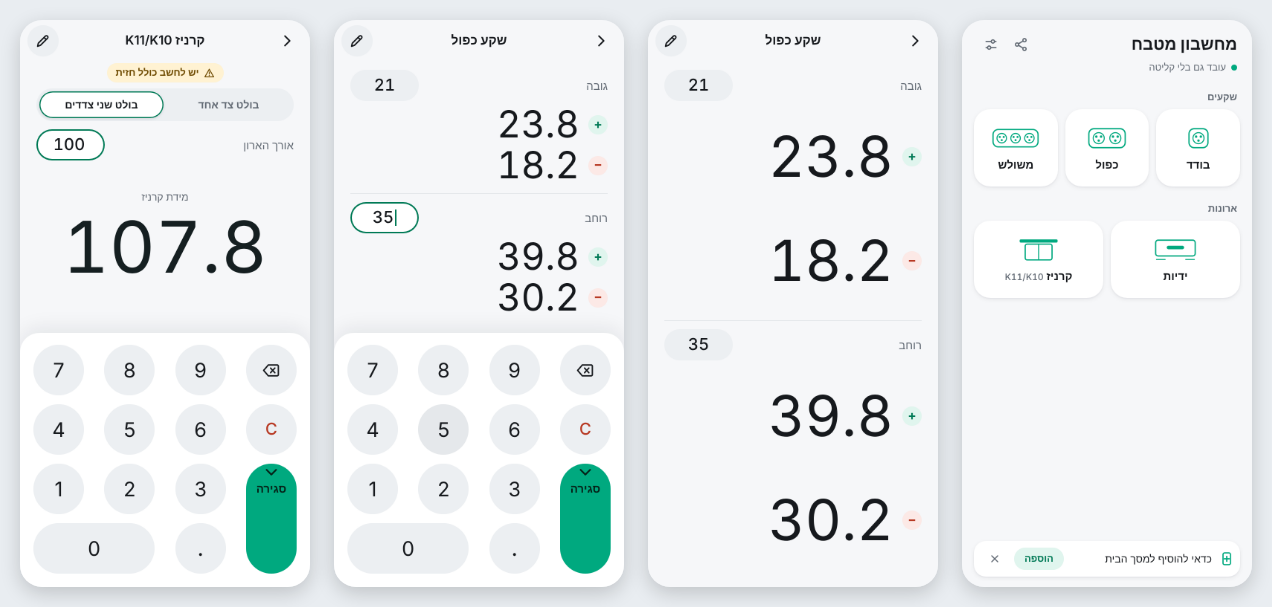 מחשבון מטבח
עובד גם בלי קליטה
שקעים
בודד
כפול
משולש
ארונות
ידיות
קרניז K11/K10
כדאי להוסיף למסך הבית
הוספה
שקע כפול
גובה
21
+ 23.8
− 18.2
רוחב
35
+ 39.8
− 30.2
שקע כפול
גובה
21
+ 23.8
− 18.2
רוחב
35
+ 39.8
− 30.2
7 8 9
4 5 6 C
1 2 3 סגירה
0 .
קרניז K11/K10
יש לחשב כולל חזית
בולט צד אחד
בולט שני צדדים
אורך הארון
100
מידת קרניז
107.8
7 8 9
4 5 6 C
1 2 3 סגירה
0 .